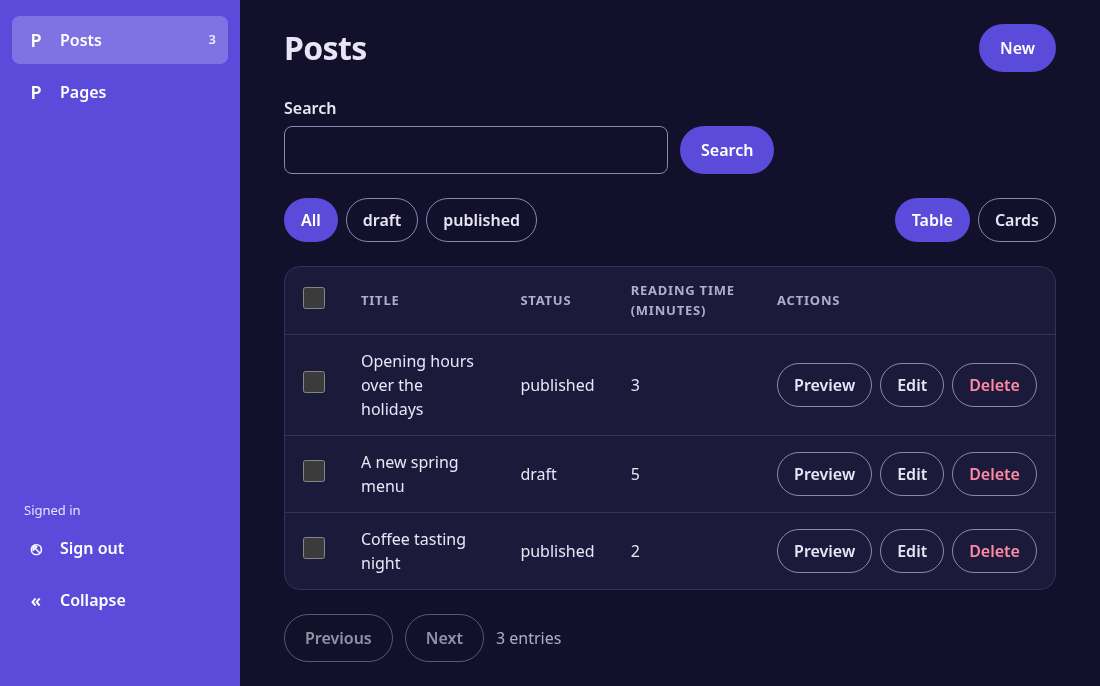 P Posts 3
P Pages
Signed in
Sign out
« Collapse
Posts
New
Search
Search
All draft published
Table Cards
TITLE STATUS READING TIME (MINUTES) ACTIONS
Opening hours
over the
holidays
published 3 Preview Edit Delete
A new spring
menu
draft 5 Preview Edit Delete
Coffee tasting
night
published 2 Preview Edit Delete
Previous Next 3 entries